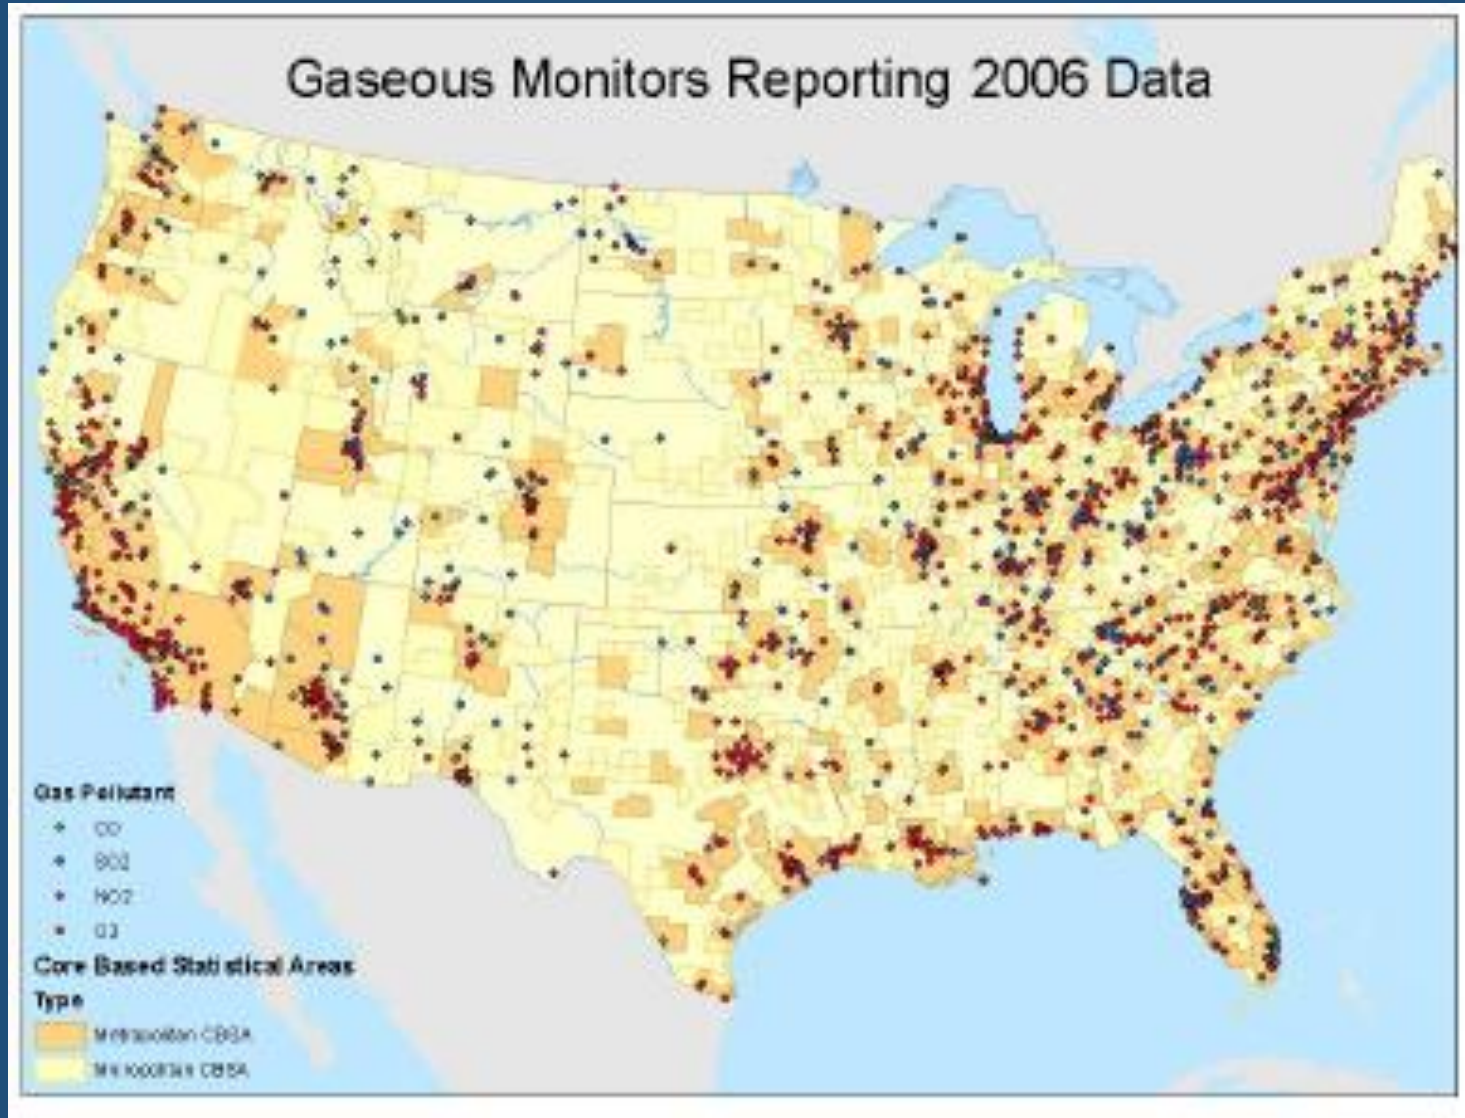 Gaseous Monitors Reporting 2006 Data
Gas Pollutant
CO
SO2
NO2
O3
Core Based Statistical Areas
Type
Metropolitan CBSA
Micropolitan CBSA